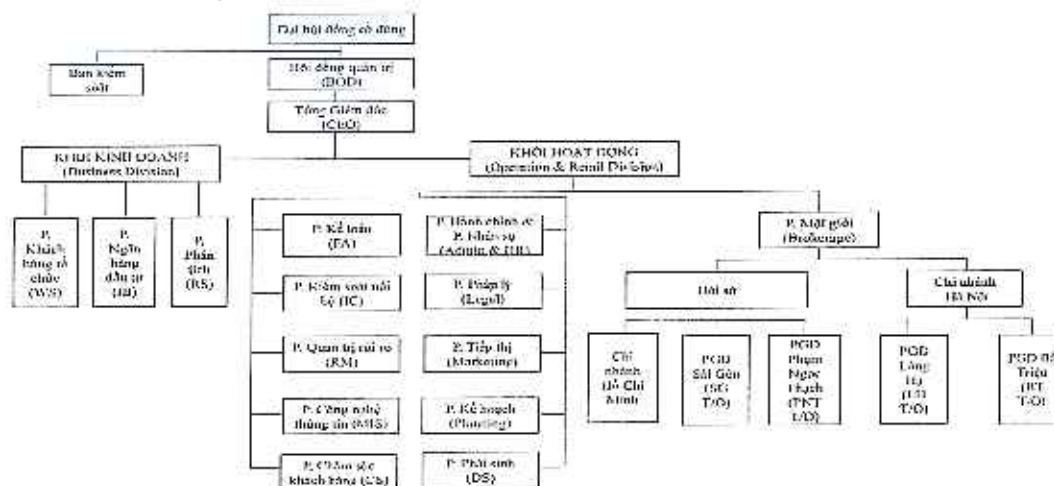 Đại hội đồng cổ đông
Ban kiểm
soát
Hội đồng quản trị
(BOD)
Tổng Giám đốc
(CEO)
KHỐI KINH DOANH
(Business Division)
KHỐI HOẠT ĐỘNG
(Operation & Retail Division)
P.
Khách
hàng tổ
chức (WS)
P.
Ngân
hàng
đầu tư
(IB)
P.
Phân
tích
(RS)
P. Kế toán
(FA)
P. Kiểm soát nội
bộ (IC)
P. Quản trị rủi ro
(RM)
P. Công nghệ
thông tin (MIS)
P. Chăm sóc
khách hàng (CS)
P. Hành chính &
P. Nhân sự
(Admin & HR)
P. Pháp lý
(Legal)
P. Tiếp thị
(Marketing)
P. Kế hoạch
(Planning)
P. Phái sinh
(DS)
P. Môi giới
(Brokerage)
Hội sở
Chi nhánh
Hà Nội
Chi
nhánh
Hồ Chí
Minh
PGD
Sài Gòn
(SG
T/O)
PGD
Phạm
Ngọc
Thạch
(PNT
T/O)
PGD
Láng
Hạ
(LH
T/O)
PGD Bà
Triệu
(BT
T/O)